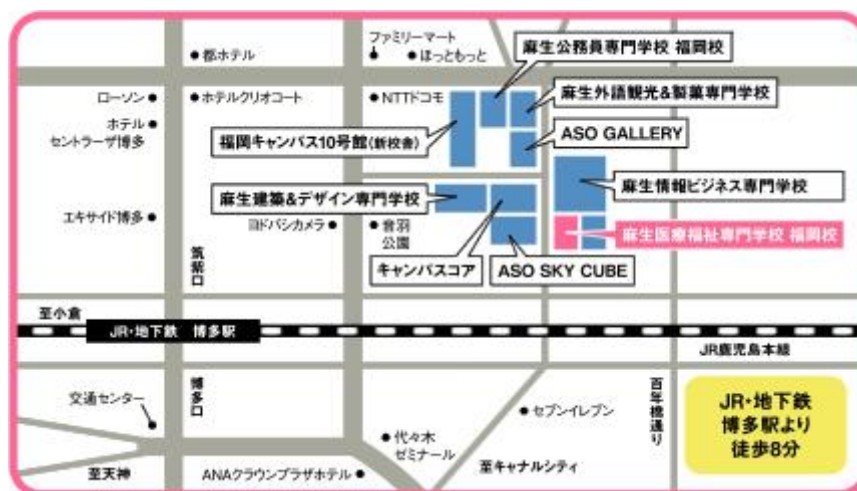 ファミリーマート
麻生公務員専門学校 福岡校
都ホテル
ほっともっと
ローソン
ホテルクリオコート
NTTドコモ
麻生外語観光&製菓専門学校
ホテル
セントラーザ博多
福岡キャンパス10号館(新校舎)
ASO GALLERY
麻生建築&デザイン専門学校
麻生情報ビジネス専門学校
エキサイド博多
ヨドバシカメラ
音羽
公園
麻生医療福祉専門学校 福岡校
筑紫口
キャンパスコア
ASO SKY CUBE
至小倉
JR・地下鉄 博多駅
JR鹿児島本線
交通センター
博多口
セブンイレブン
百年橋通り
JR・地下鉄
博多駅より
徒歩8分
代々木
ゼミナール
至天神
ANAクラウンプラザホテル
至キャナルシティ